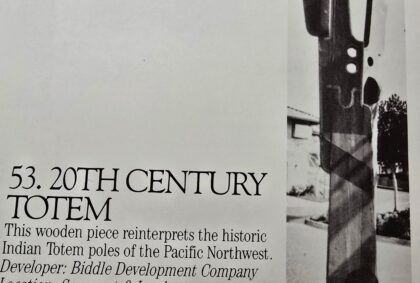 53. 20TH CENTURY
TOTEM
This wooden piece reinterprets the historic
Indian Totem poles of the Pacific Northwest.
Developer: Biddle Development Company